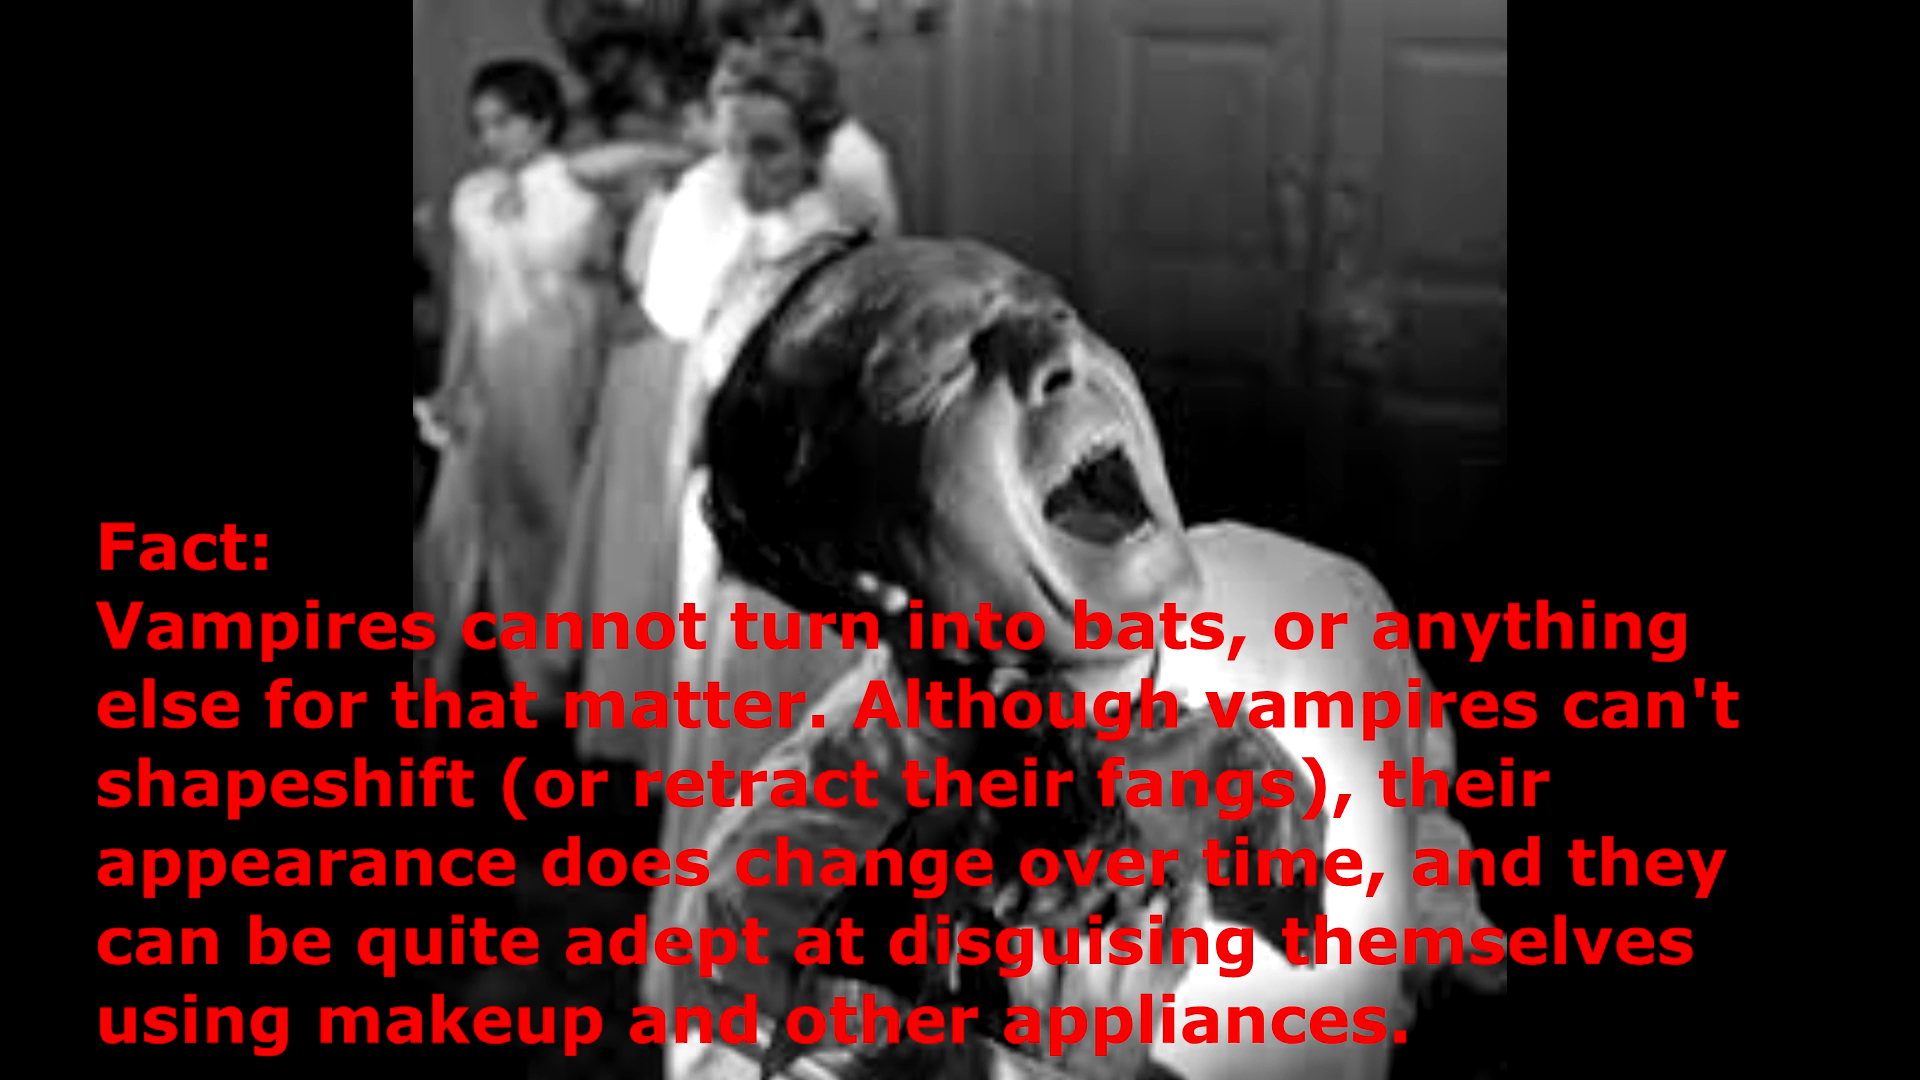 Fact:
Vampires cannot turn into bats, or anything
else for that matter. Although vampires can't
shapeshift (or retract their fangs), their
appearance does change over time, and they
can be quite adept at disguising themselves
using makeup and other appliances.